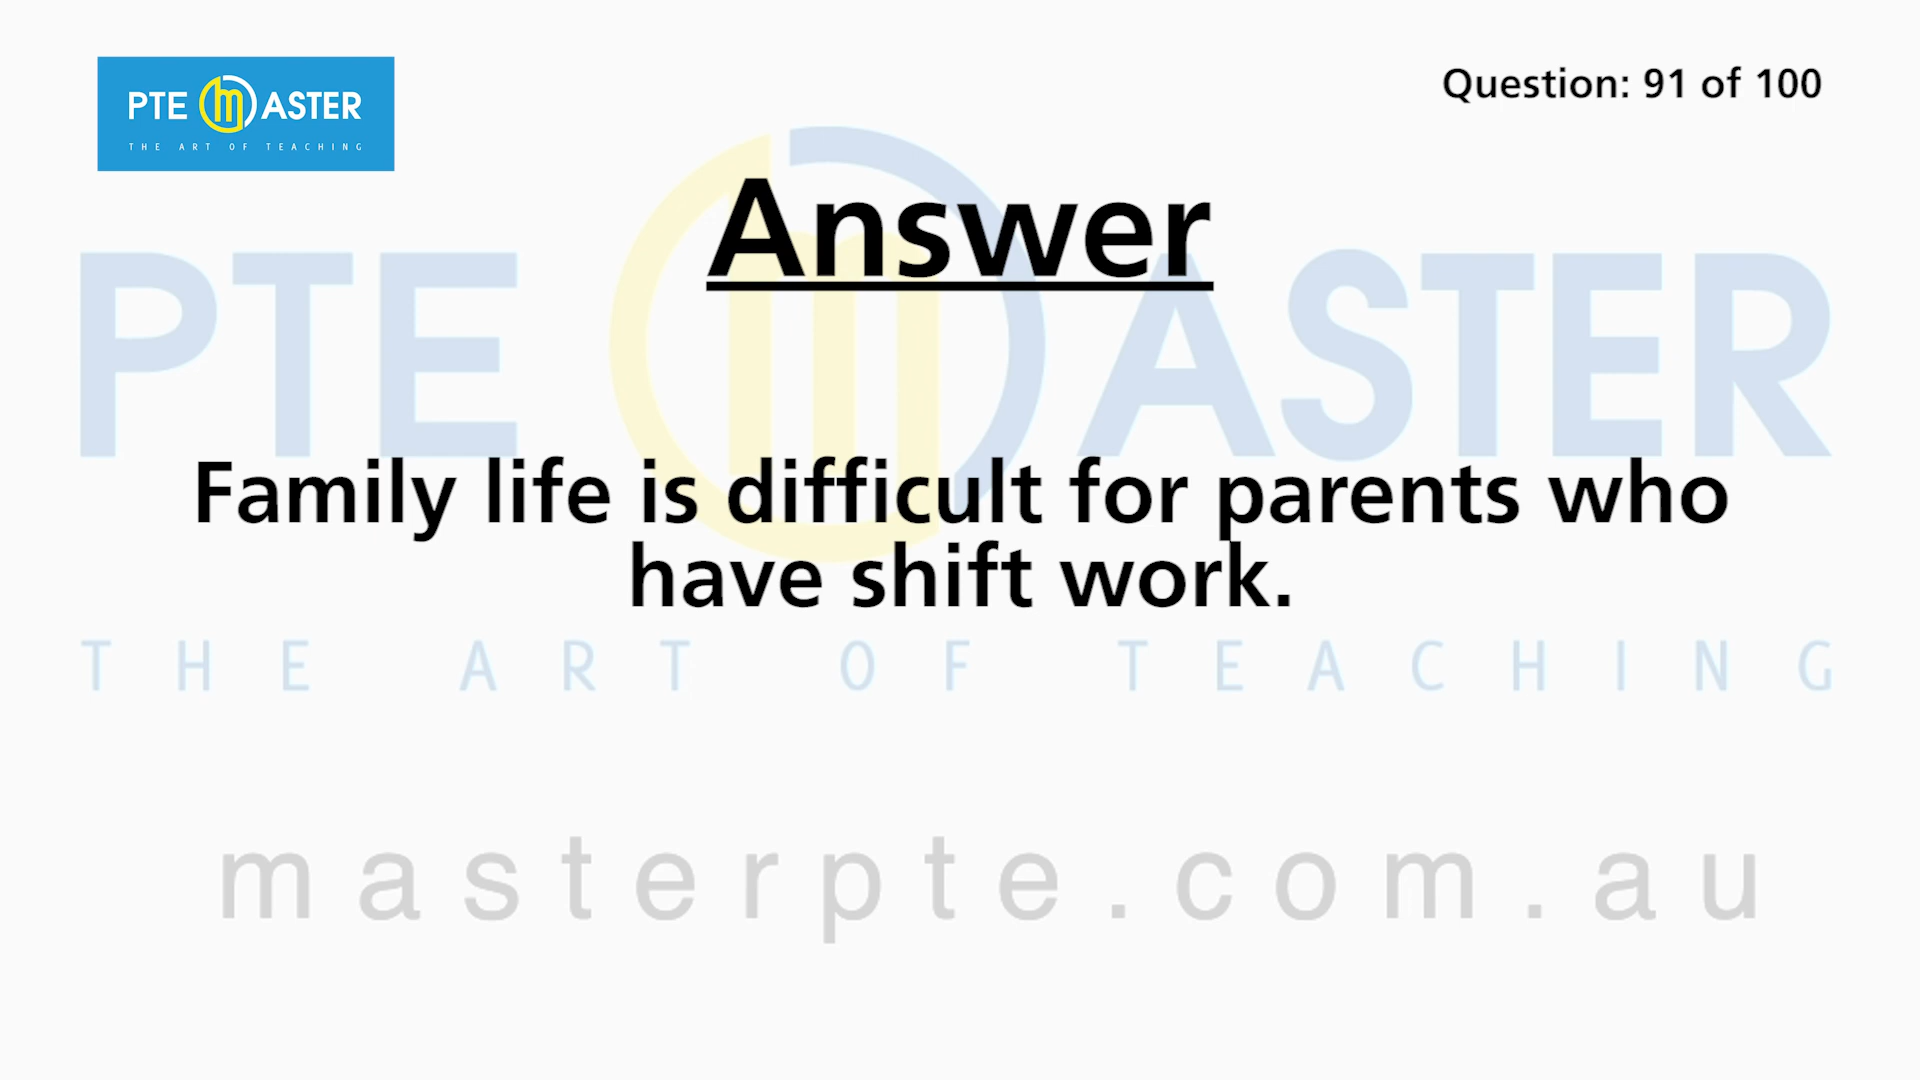 PTE MASTER
THE ART OF TEACHING
Question: 91 of 100
Answer
PTE MASTER
Family life is difficult for parents who
have shift work.
THE ART OF TEACHING
masterpte.com.au